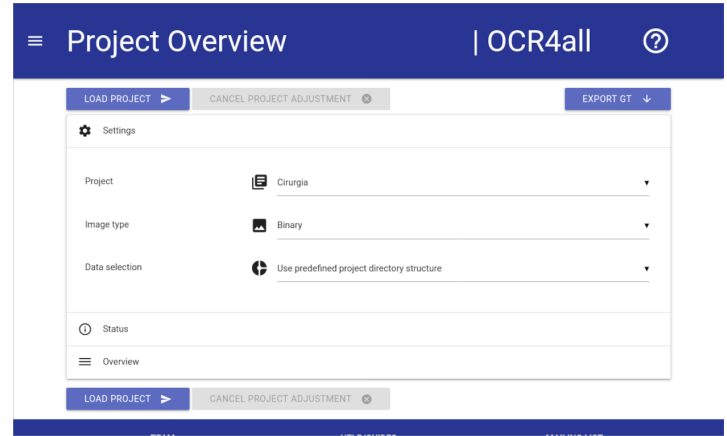 Project Overview | OCR4all
LOAD PROJECT CANCEL PROJECT ADJUSTMENT EXPORT GT
Settings
Project Cirurgia
Image type Binary
Data selection Use predefined project directory structure
Status
Overview
LOAD PROJECT CANCEL PROJECT ADJUSTMENT